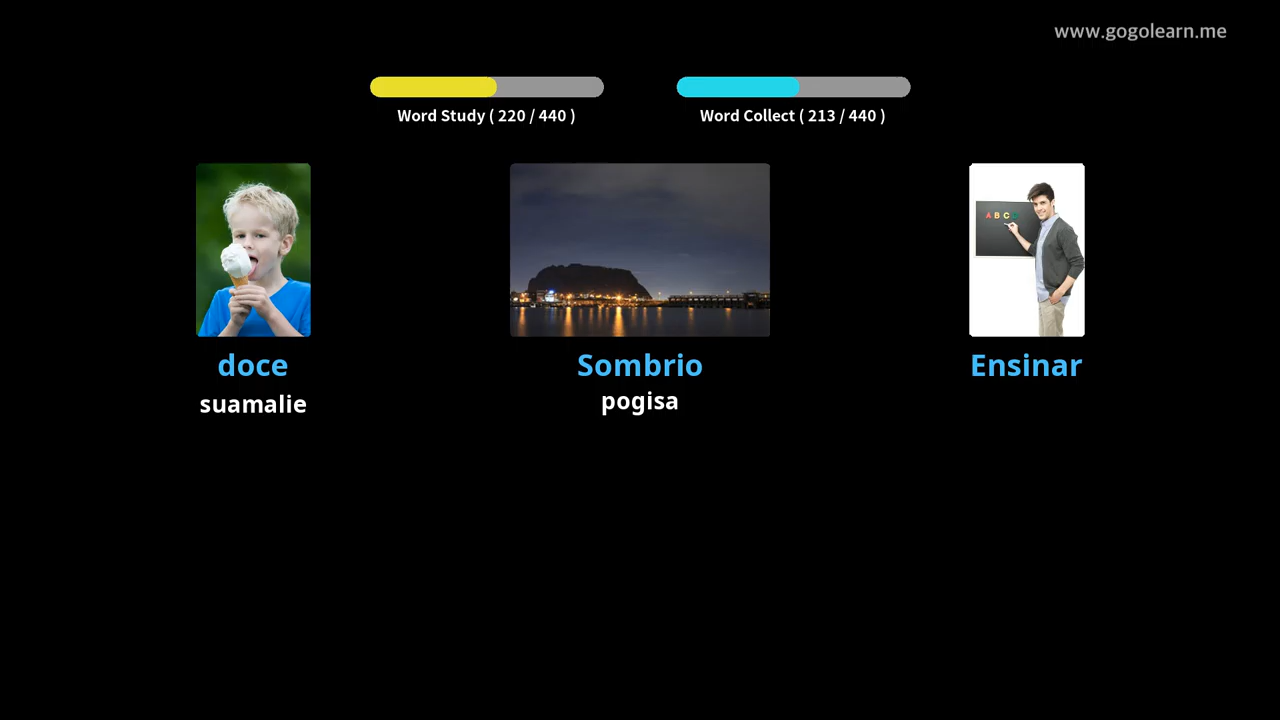 www.gogolearn.me
Word Study ( 220 / 440 )
Word Collect ( 213 / 440 )
A B C
doce
Sombrio
Ensinar
suamalie
pogisa